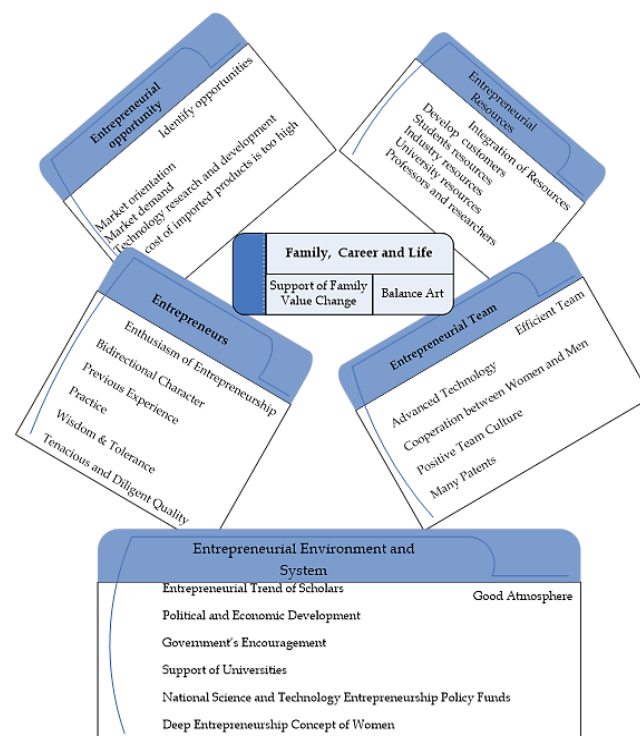 Entrepreneurial
opportunity
Identify opportunities
Market orientation
Market demand
Technology research and development
cost of imported products is too high
Entrepreneurial
Resources
Integration of Resources
Develop customers
Students resources
Industry resources
University resources
Professors and researchers
Family, Career and Life
Support of Family
Value Change
Balance Art
Entrepreneurs
Enthusiasm of Entrepreneurship
Bidirectional Character
Previous Experience
Practice
Wisdom & Tolerance
Tenacious and Diligent Quality
Entrepreneurial Team
Efficient Team
Advanced Technology
Cooperation between Women and Men
Positive Team Culture
Many Patents
Entrepreneurial Environment and
System
Good Atmosphere
Entrepreneurial Trend of Scholars
Political and Economic Development
Government's Encouragement
Support of Universities
National Science and Technology Entrepreneurship Policy Funds
Deep Entrepreneurship Concept of Women